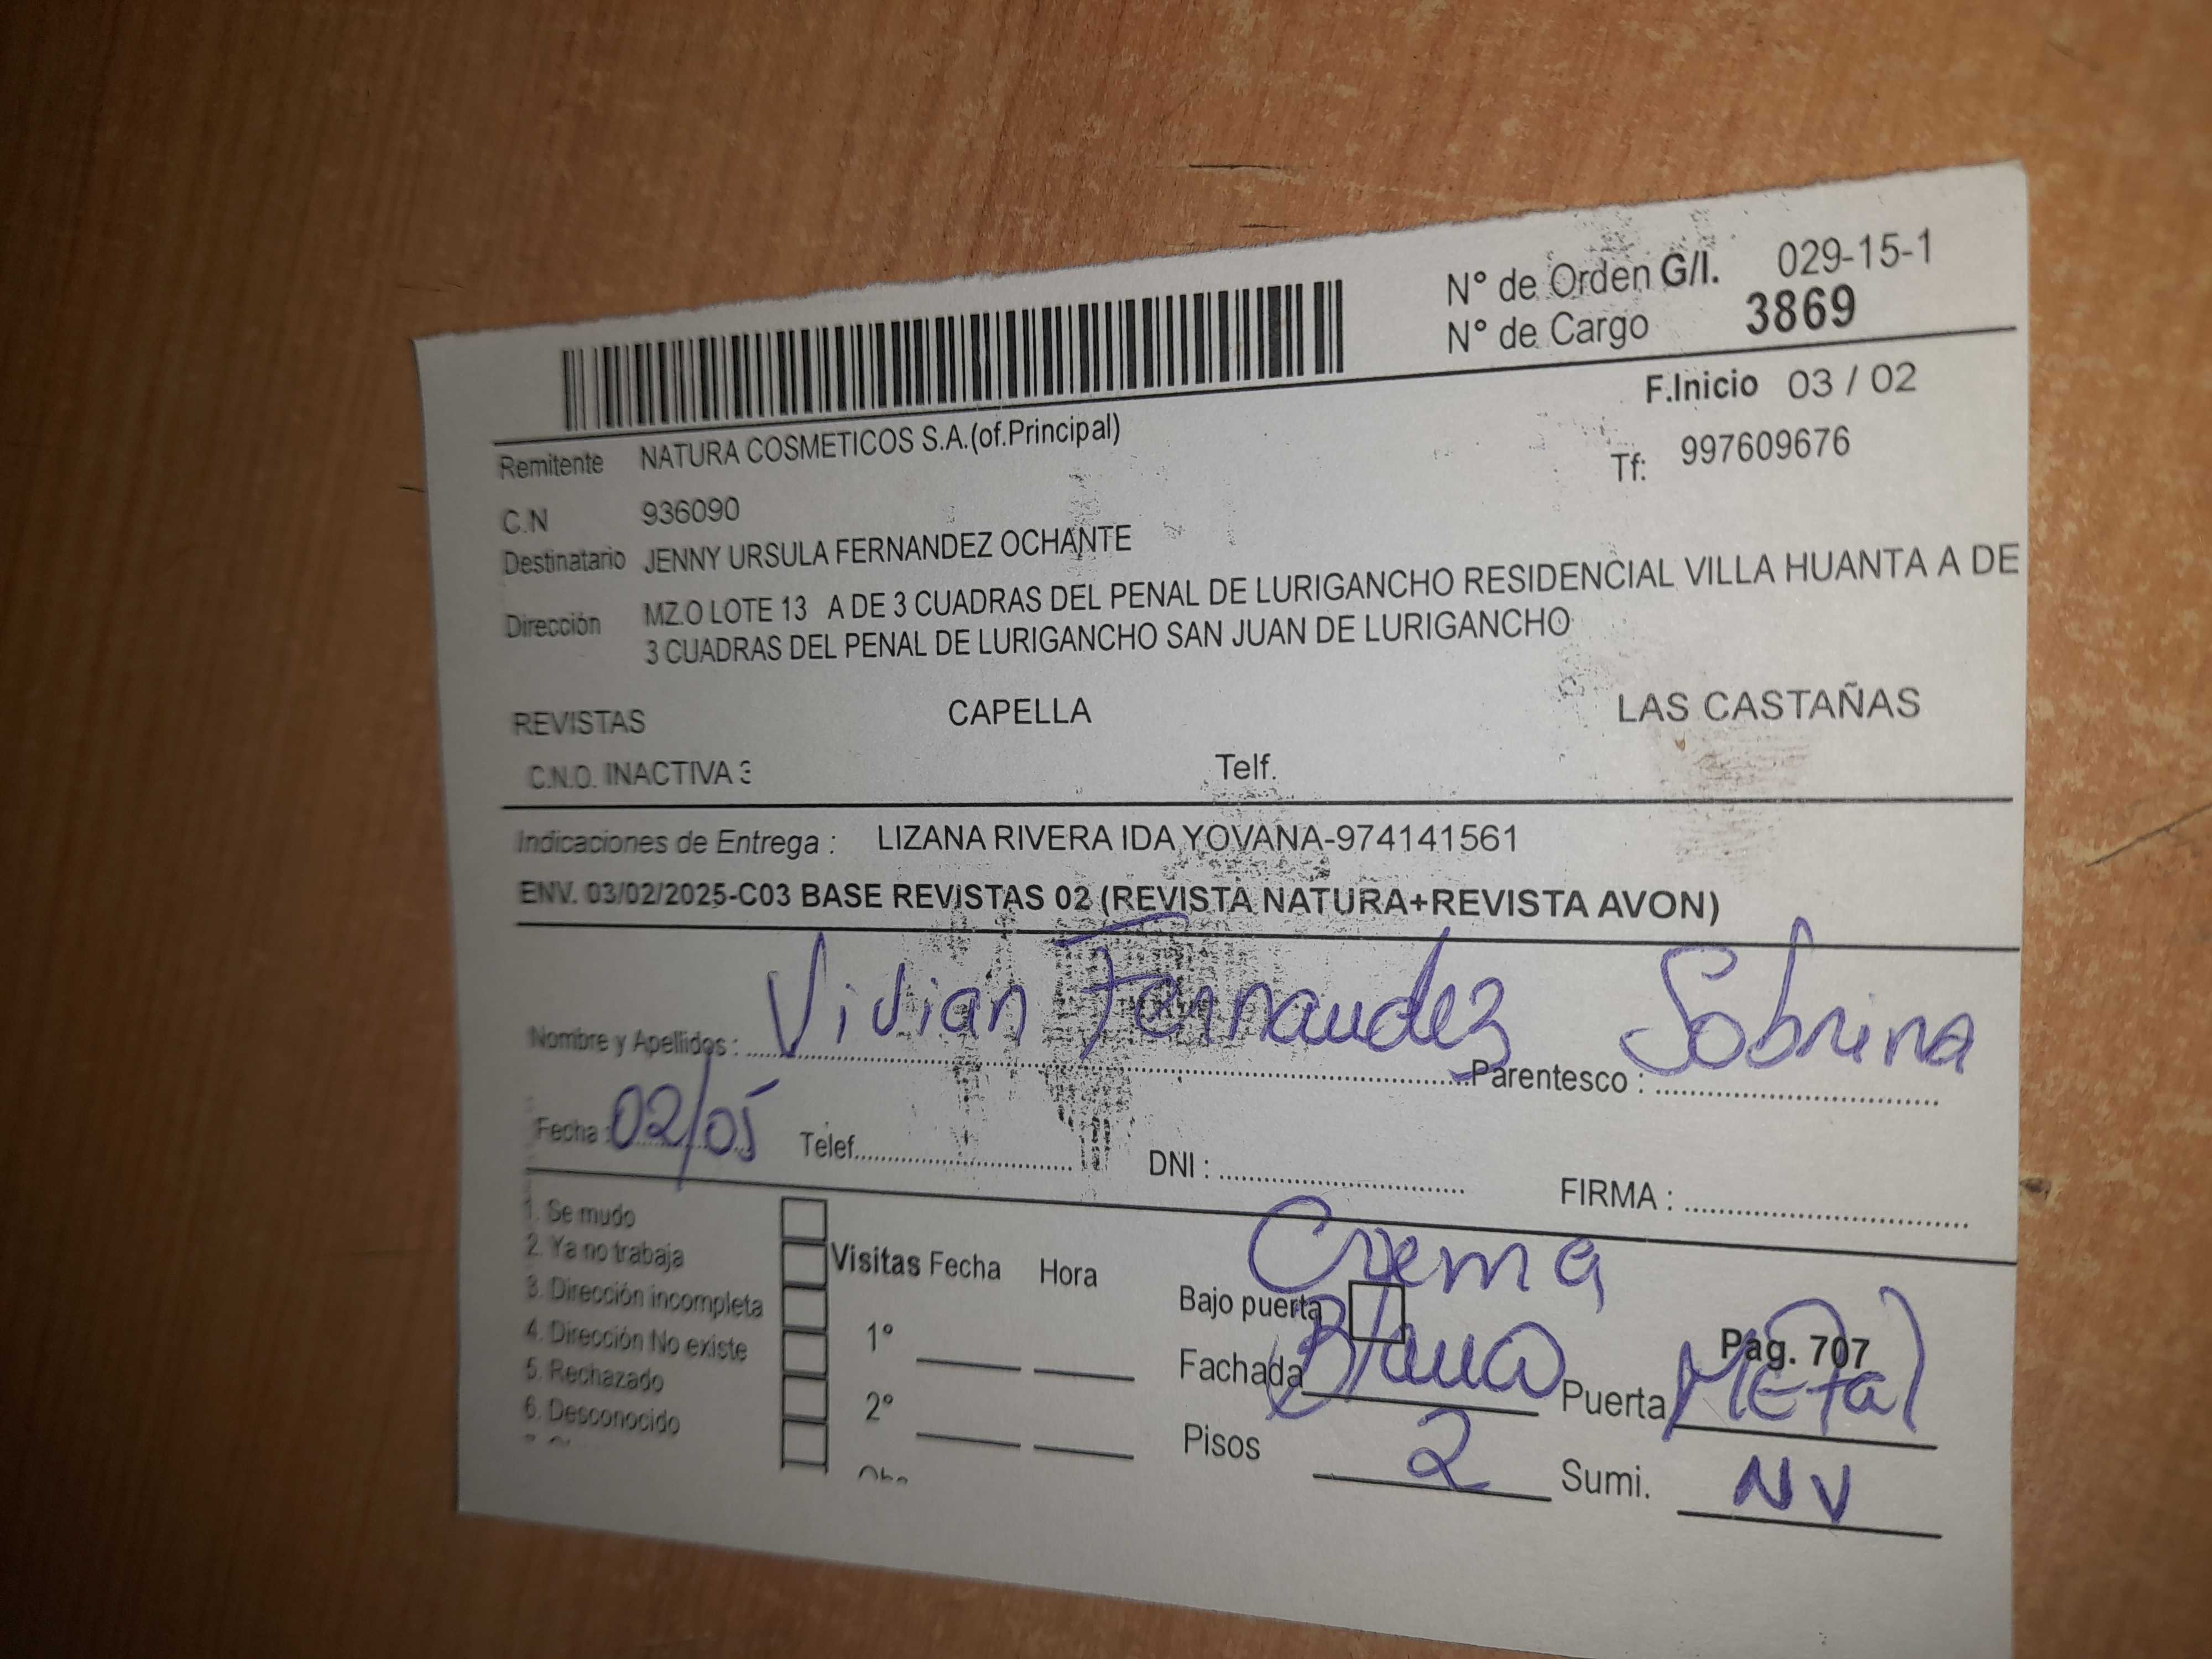 N° de Orden G/I. 029-15-1
N° de Cargo 3869
F.Inicio 03 / 02
Remitente NATURA COSMETICOS S.A.(of.Principal)
Tf: 997609676
C.N 936090
Destinatario JENNY URSULA FERNANDEZ OCHANTE
Dirección MZ.O LOTE 13 A DE 3 CUADRAS DEL PENAL DE LURIGANCHO RESIDENCIAL VILLA HUANTA A DE
3 CUADRAS DEL PENAL DE LURIGANCHO SAN JUAN DE LURIGANCHO
REVISTAS CAPELLA LAS CASTAÑAS
C.N.O. INACTIVA 3 Telf.
Indicaciones de Entrega : LIZANA RIVERA IDA YOVANA-974141561
ENV. 03/02/2025-C03 BASE REVISTAS 02 (REVISTA NATURA+REVISTA AVON)
Nombre y Apellidos : Vivian Fernandez Parentesco : Sobrina
Fecha : 02/05 Telef. DNI : FIRMA :
1. Se mudo
2. Ya no trabaja
3. Dirección incompleta
4. Dirección No existe
5. Rechazado
6. Desconocido
Visitas Fecha Hora
1°
2°
Crema
Bajo puerta
Pag. 707
Fachada Blanco Puerta Metal
Pisos 2 Sumi. NV